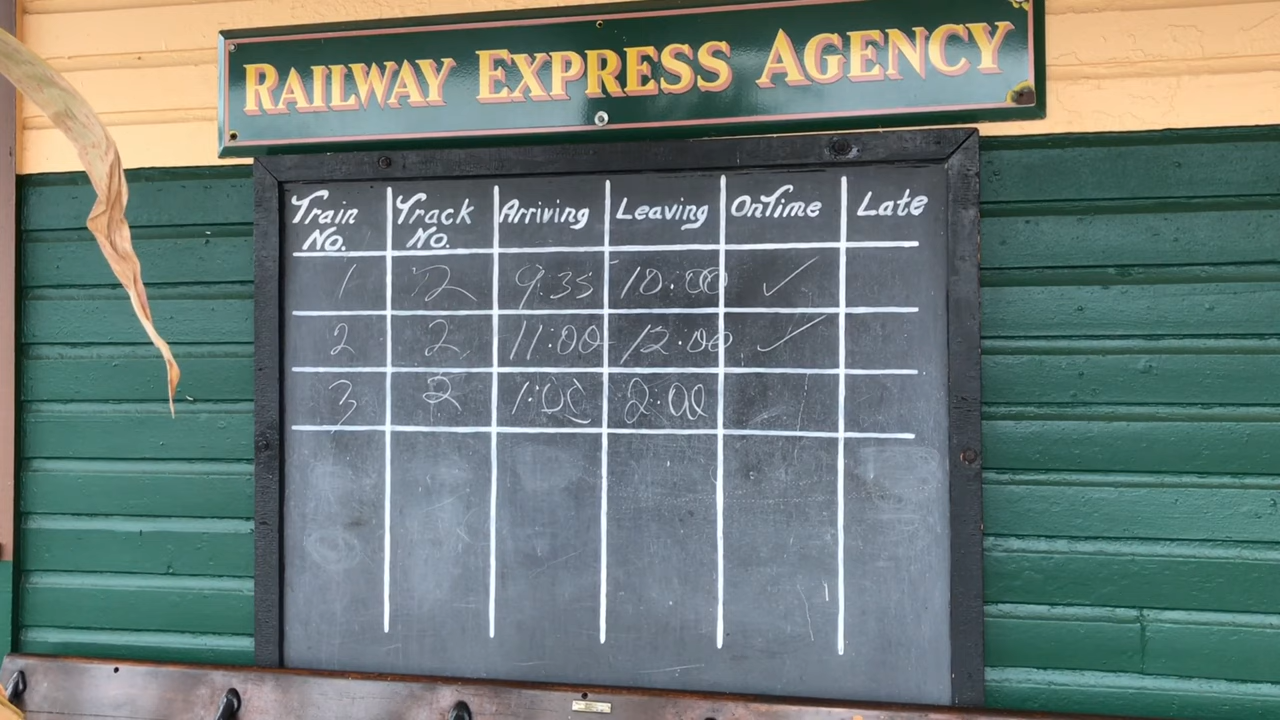 RAILWAY EXPRESS AGENCY
Train No. Track No. Arriving Leaving OnTime Late
1 2 9:35 10:00 ✓
2 2 11:00 12:00 ✓
3 2 1:00 2:00